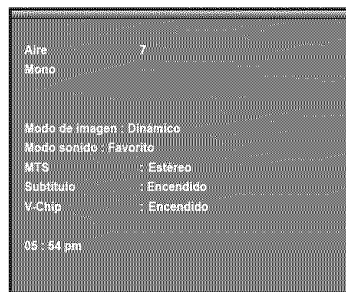 Aire 7
Mono
Modo de imagen : Dinámico
Modo sonido : Favorito
MTS : Estéreo
Subtítulo : Encendido
V-Chip : Encendido
05 : 54 pm